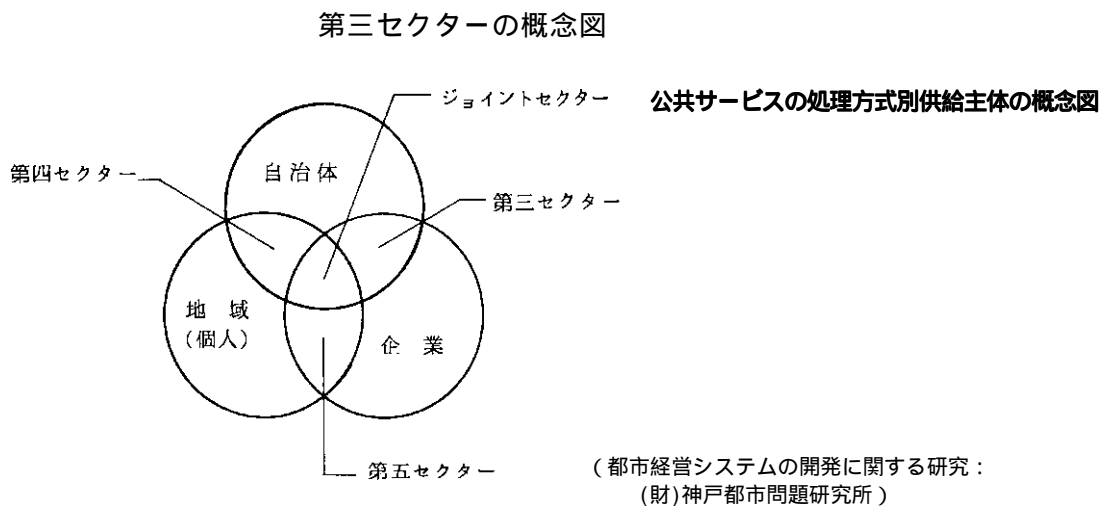 第三セクターの概念図
ジョイントセクター
公共サービスの処理方式別供給主体の概念図
自治体
第四セクター
第三セクター
地 域
(個人)
企 業
第五セクター
(都市経営システムの開発に関する研究:
(財)神戸都市問題研究所)